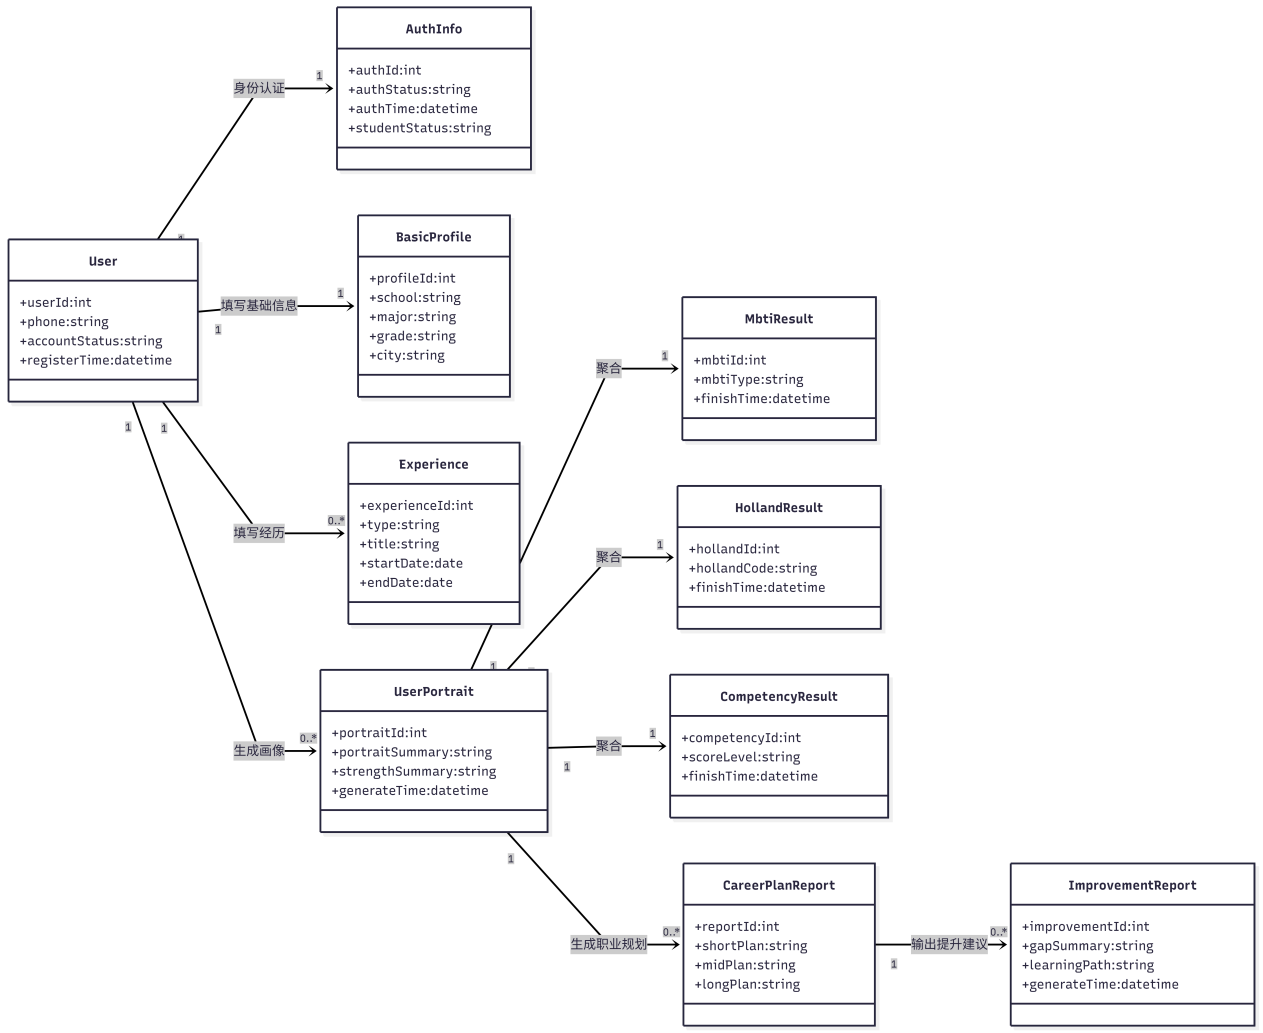 AuthInfo
+authId:int
+authStatus:string
+authTime:datetime
+studentStatus:string
身份认证
1
User
+userId:int
+phone:string
+accountStatus:string
+registerTime:datetime
填写基础信息
1
1
BasicProfile
+profileId:int
+school:string
+major:string
+grade:string
+city:string
1
1
填写经历
0..*
Experience
+experienceId:int
+type:string
+title:string
+startDate:date
+endDate:date
生成画像
0..*
UserPortrait
+portraitId:int
+portraitSummary:string
+strengthSummary:string
+generateTime:datetime
1
聚合
1
MbtiResult
+mbtiId:int
+mbtiType:string
+finishTime:datetime
聚合
1
HollandResult
+hollandId:int
+hollandCode:string
+finishTime:datetime
1
聚合
1
CompetencyResult
+competencyId:int
+scoreLevel:string
+finishTime:datetime
1
生成职业规划
0..*
CareerPlanReport
+reportId:int
+shortPlan:string
+midPlan:string
+longPlan:string
1
输出提升建议
0..*
ImprovementReport
+improvementId:int
+gapSummary:string
+learningPath:string
+generateTime:datetime